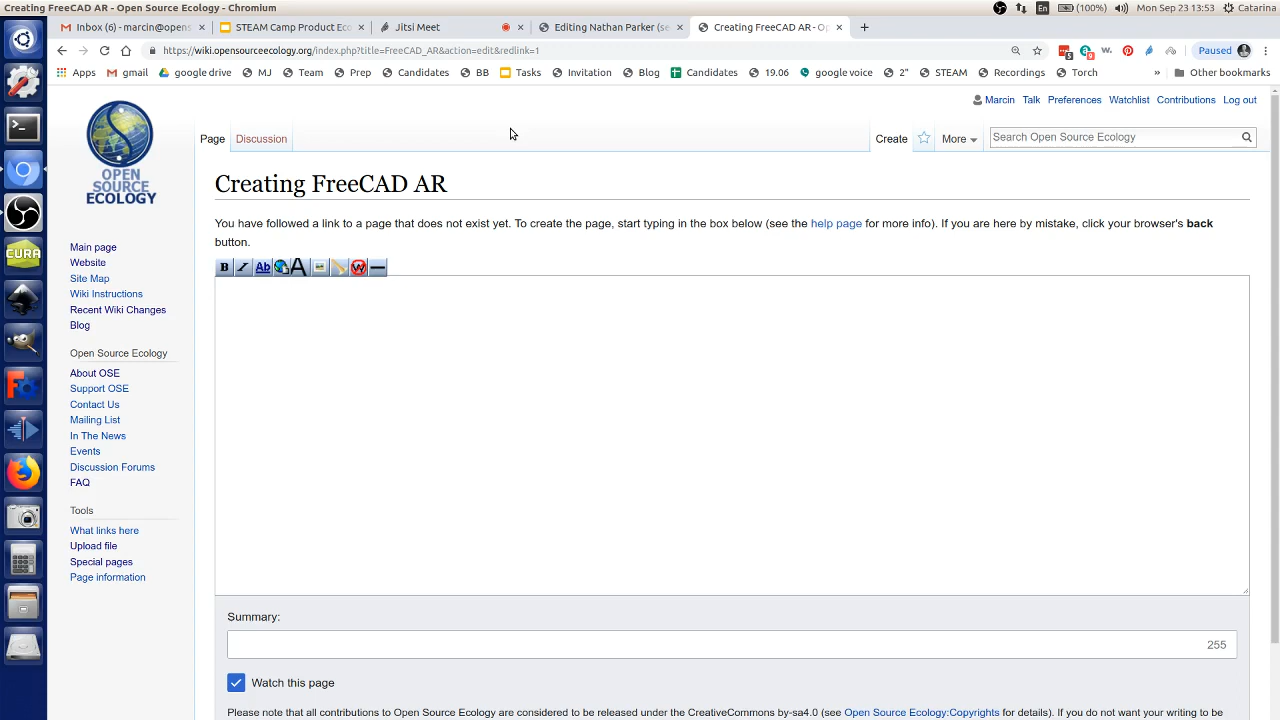 Creating FreeCAD AR - Open Source Ecology - Chromium
En (100%) Mon Sep 23 13:53 Catarina
Inbox (6) - marcin@opens × STEAM Camp Product Eco × Jitsi Meet × Editing Nathan Parker (se × Creating FreeCAD AR - Op ×
https://wiki.opensourceecology.org/index.php?title=FreeCAD_AR&action=edit&redlink=1 5 9 W. Paused
Apps gmail google drive MJ Team Prep Candidates BB Tasks Invitation Blog Candidates 19.06 google voice 2" STEAM Recordings Torch » Other bookmarks
Marcin Talk Preferences Watchlist Contributions Log out
Page Discussion Create More Search Open Source Ecology
OPEN
SOURCE
ECOLOGY
Creating FreeCAD AR
You have followed a link to a page that does not exist yet. To create the page, start typing in the box below (see the help page for more info). If you are here by mistake, click your browser's back
button.
B I Ab A W
Main page
Website
Site Map
Wiki Instructions
Recent Wiki Changes
Blog
Open Source Ecology
About OSE
Support OSE
Contact Us
Mailing List
In The News
Events
Discussion Forums
FAQ
Tools
What links here
Upload file
Special pages
Page information
CURA
Summary:
255
Watch this page
Please note that all contributions to Open Source Ecology are considered to be released under the CreativeCommons by-sa4.0 (see Open Source Ecology:Copyrights for details). If you do not want your writing to be